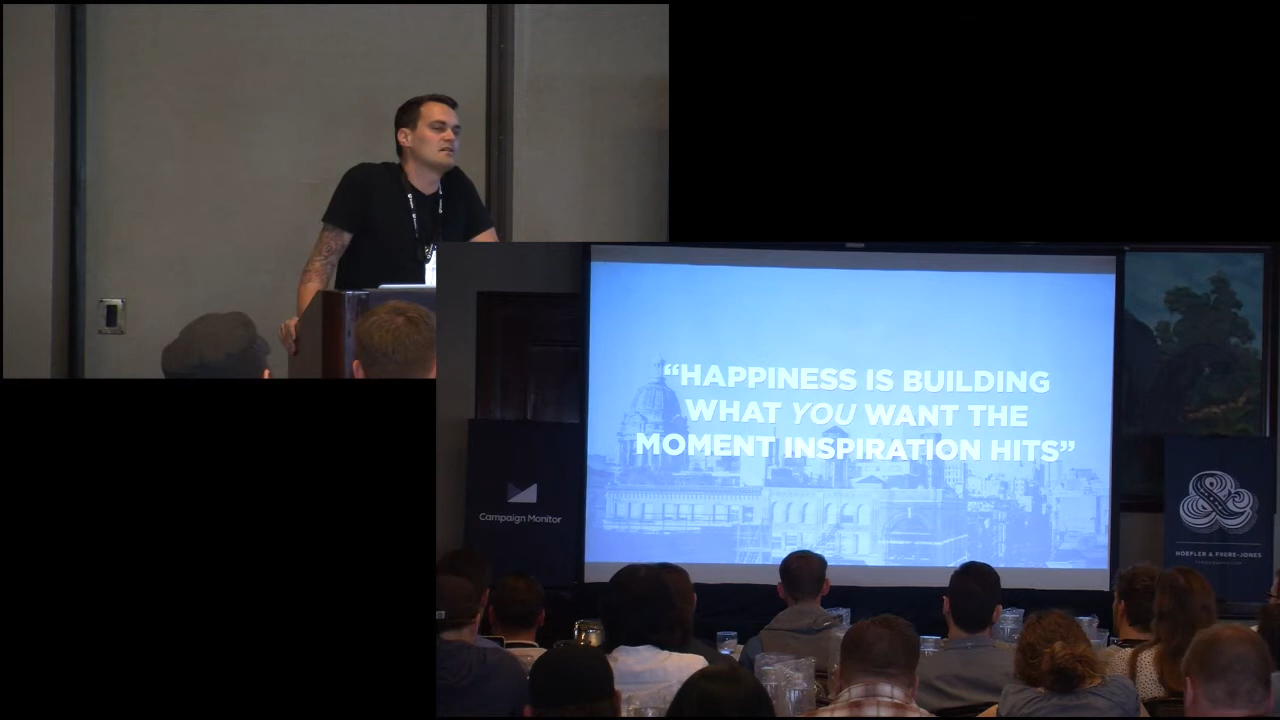 “HAPPINESS IS BUILDING
WHAT YOU WANT THE
MOMENT INSPIRATION HITS”
Campaign Monitor
&
HOEFLER & FRERE-JONES